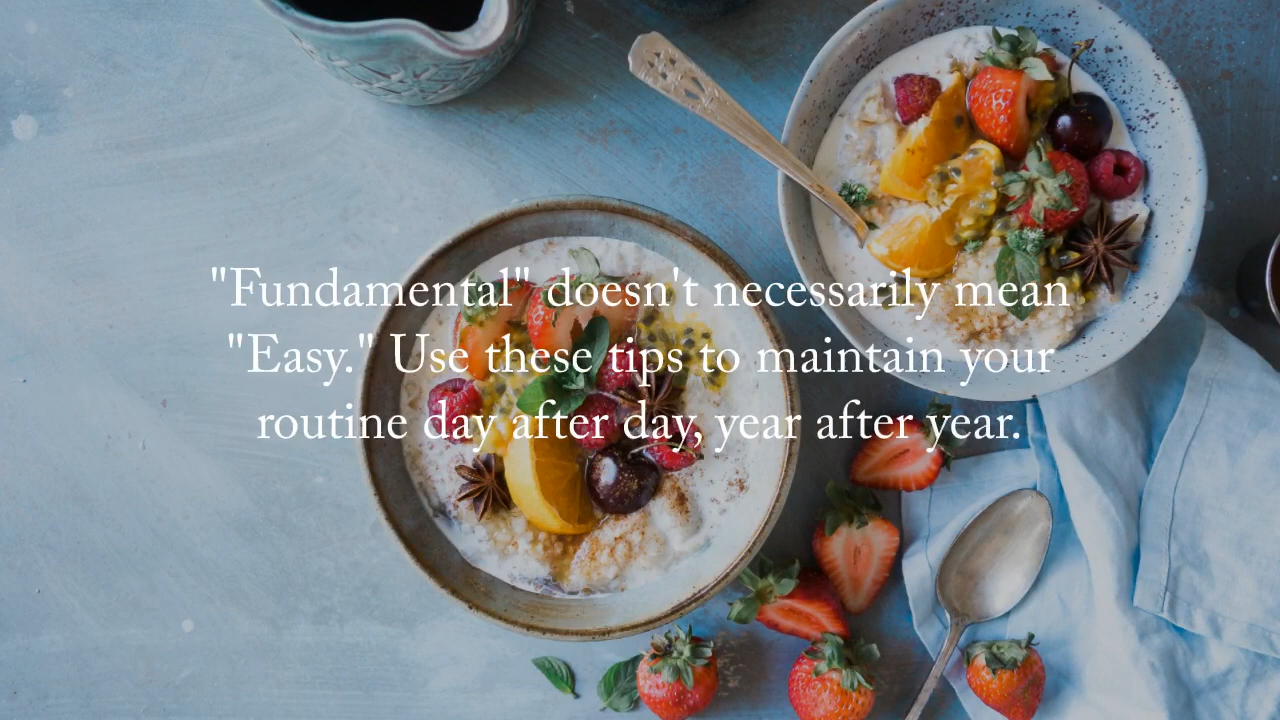 "Fundamental" doesn't necessarily mean
"Easy." Use these tips to maintain your
routine day after day, year after year.